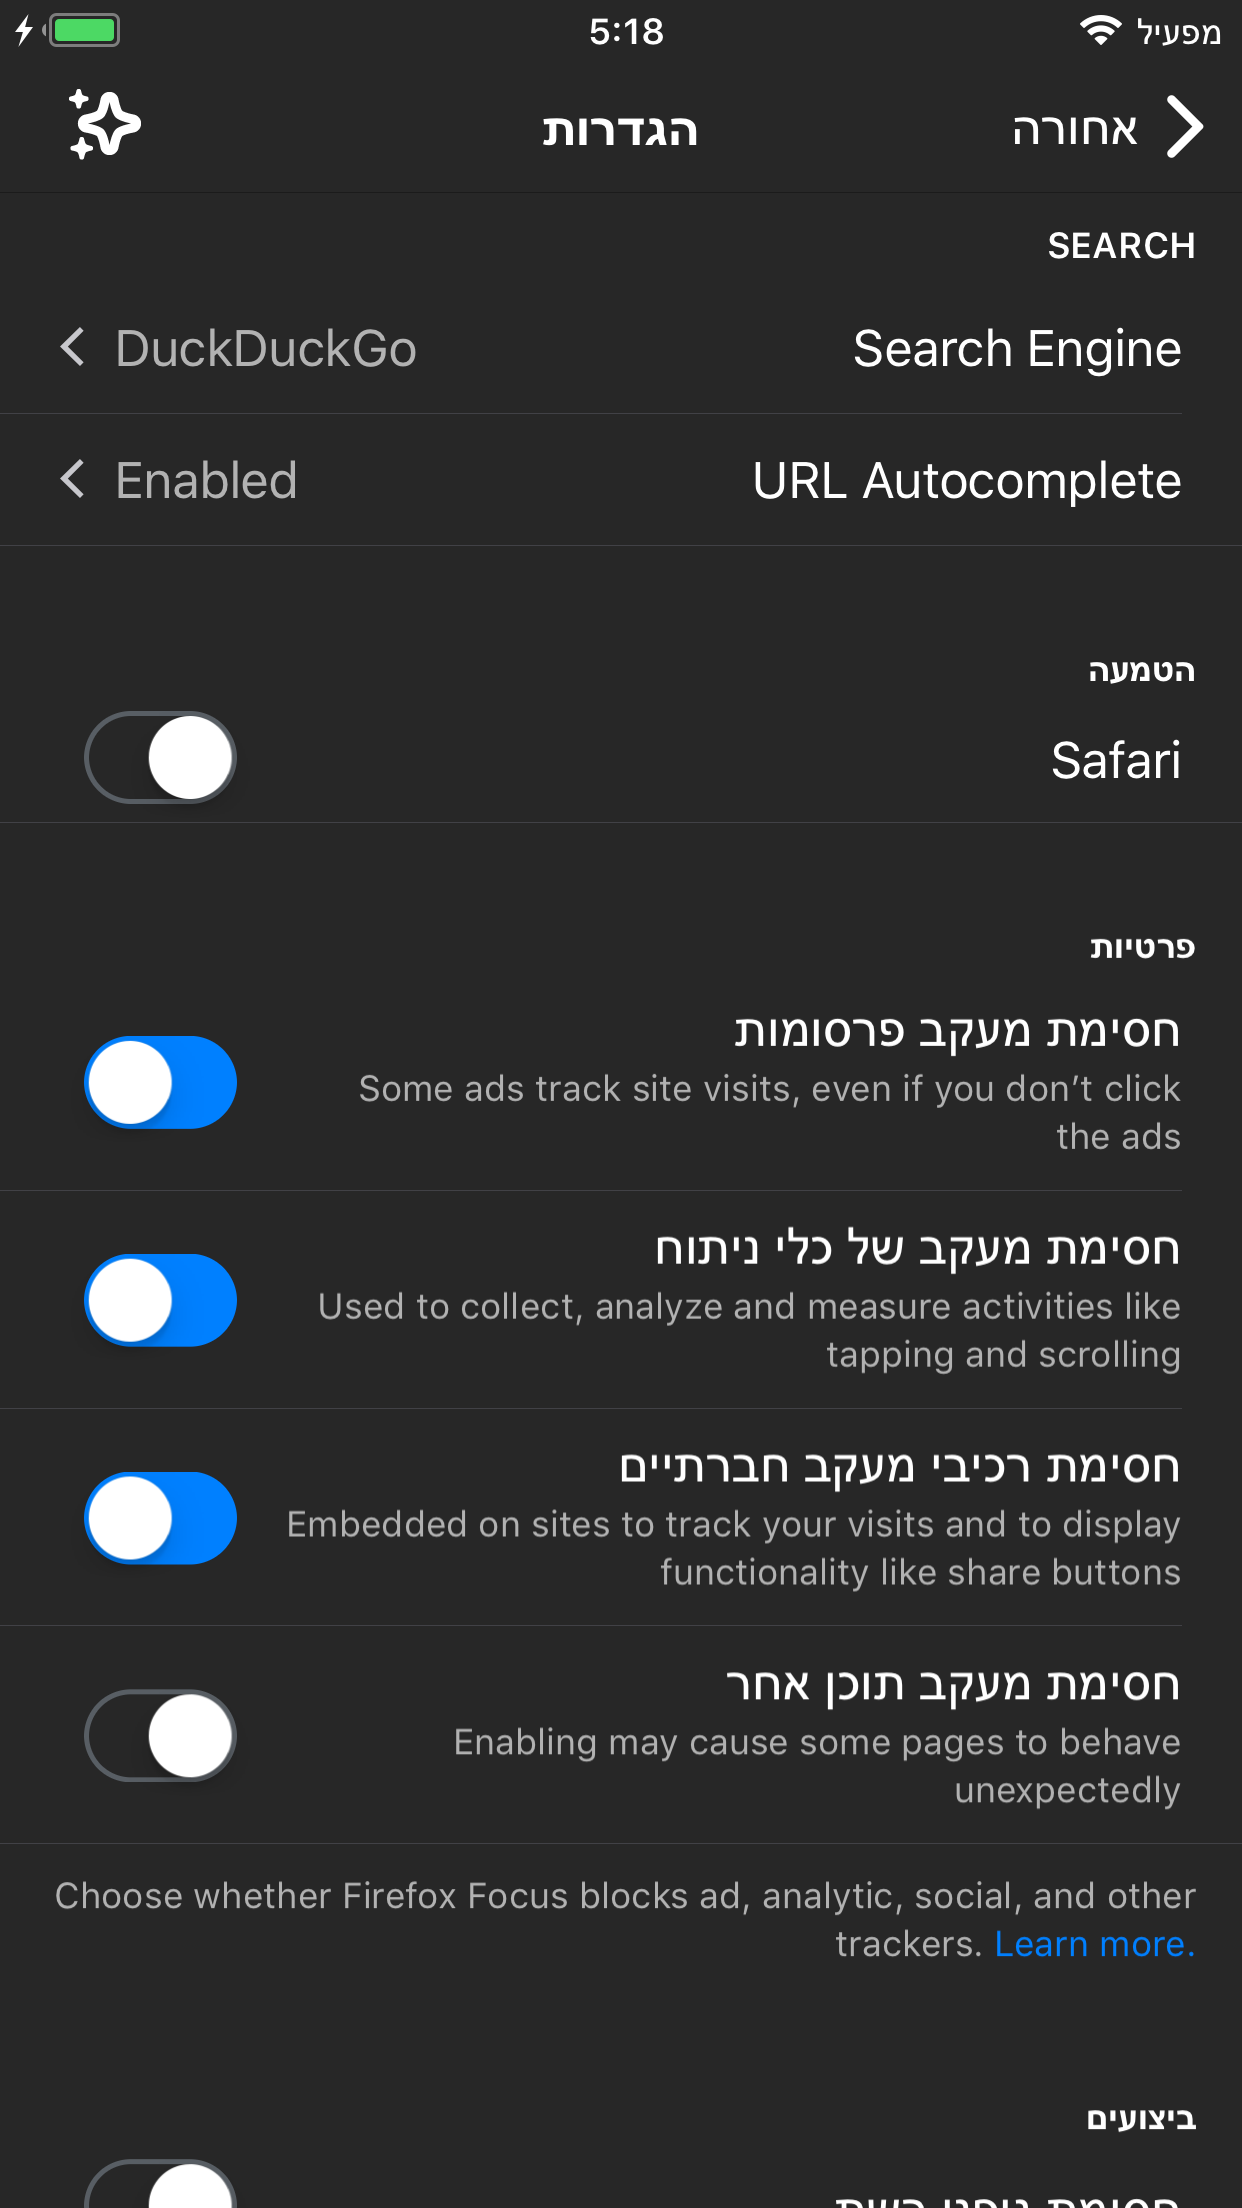 5:18
מפעיל
אחורה
הגדרות
SEARCH
Search Engine
DuckDuckGo
URL Autocomplete
Enabled
הטמעה
Safari
פרטיות
חסימת מעקב פרסומות
Some ads track site visits, even if you don’t click
the ads
חסימת מעקב של כלי ניתוח
Used to collect, analyze and measure activities like
tapping and scrolling
חסימת רכיבי מעקב חברתיים
Embedded on sites to track your visits and to display
functionality like share buttons
חסימת מעקב תוכן אחר
Enabling may cause some pages to behave
unexpectedly
Choose whether Firefox Focus blocks ad, analytic, social, and other
trackers. Learn more.
ביצועים
חסימת גופני רשת